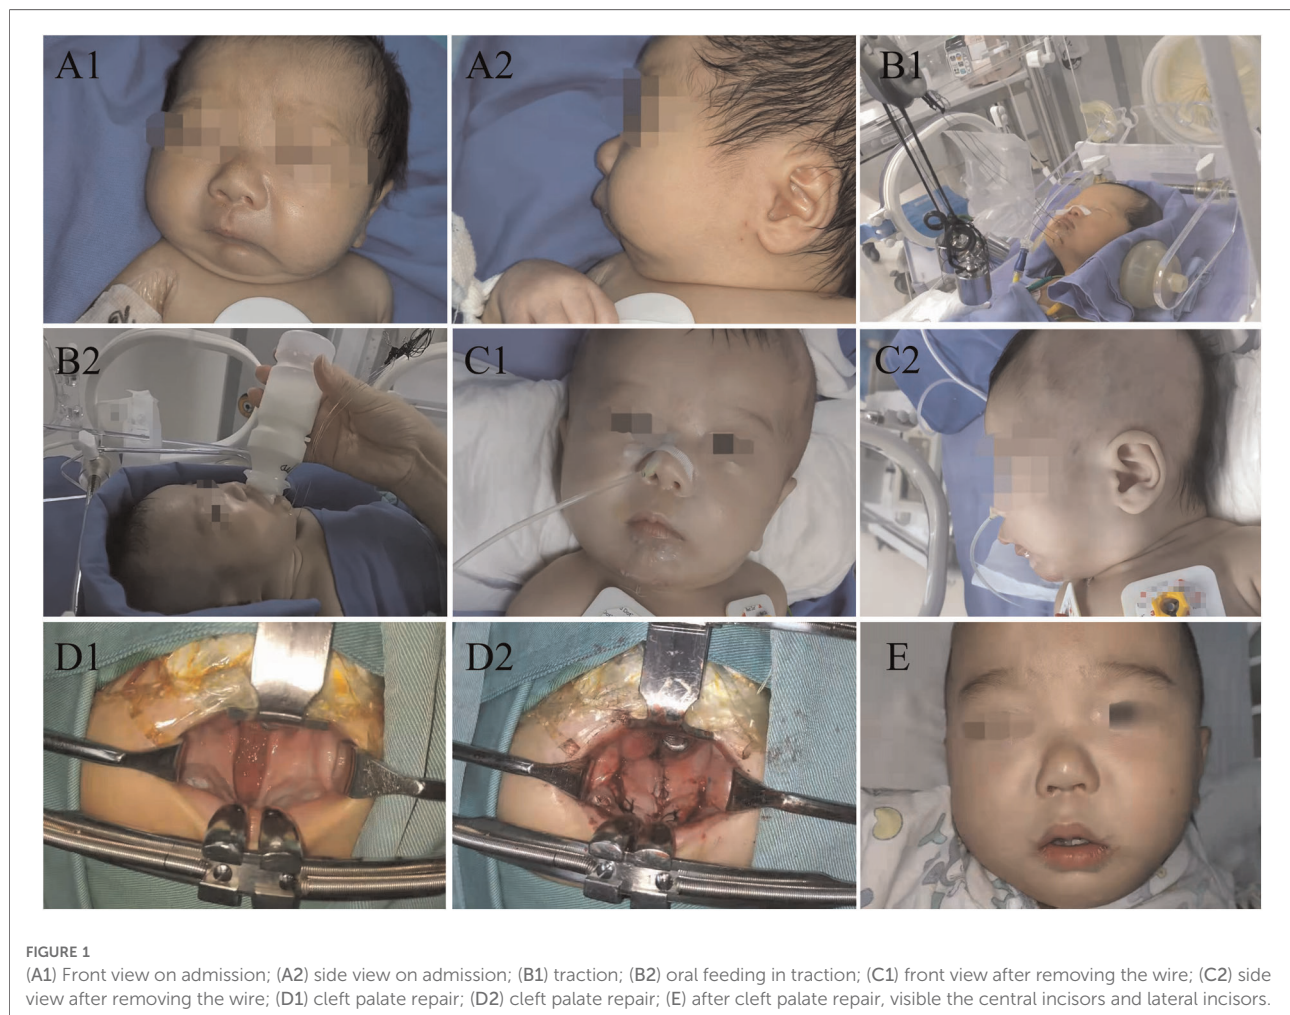 A1
A2
B1
B2
C1
C2
D1
D2
E
FIGURE 1
(A1) Front view on admission; (A2) side view on admission; (B1) traction; (B2) oral feeding in traction; (C1) front view after removing the wire; (C2) side
view after removing the wire; (D1) cleft palate repair; (D2) cleft palate repair; (E) after cleft palate repair, visible the central incisors and lateral incisors.